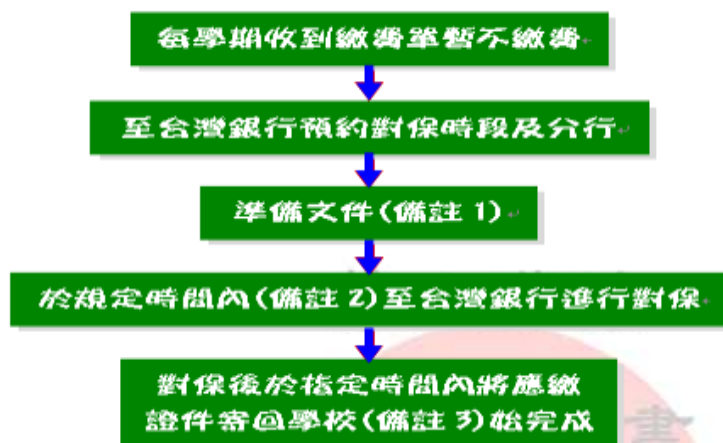 每學期收到繳費單暫不繳費
至台灣銀行預約對保時段及分行
準備文件(備註 1)
於規定時間內(備註 2)至台灣銀行進行對保
對保後於指定時間內將應繳
證件寄回學校(備註 3)始完成
書